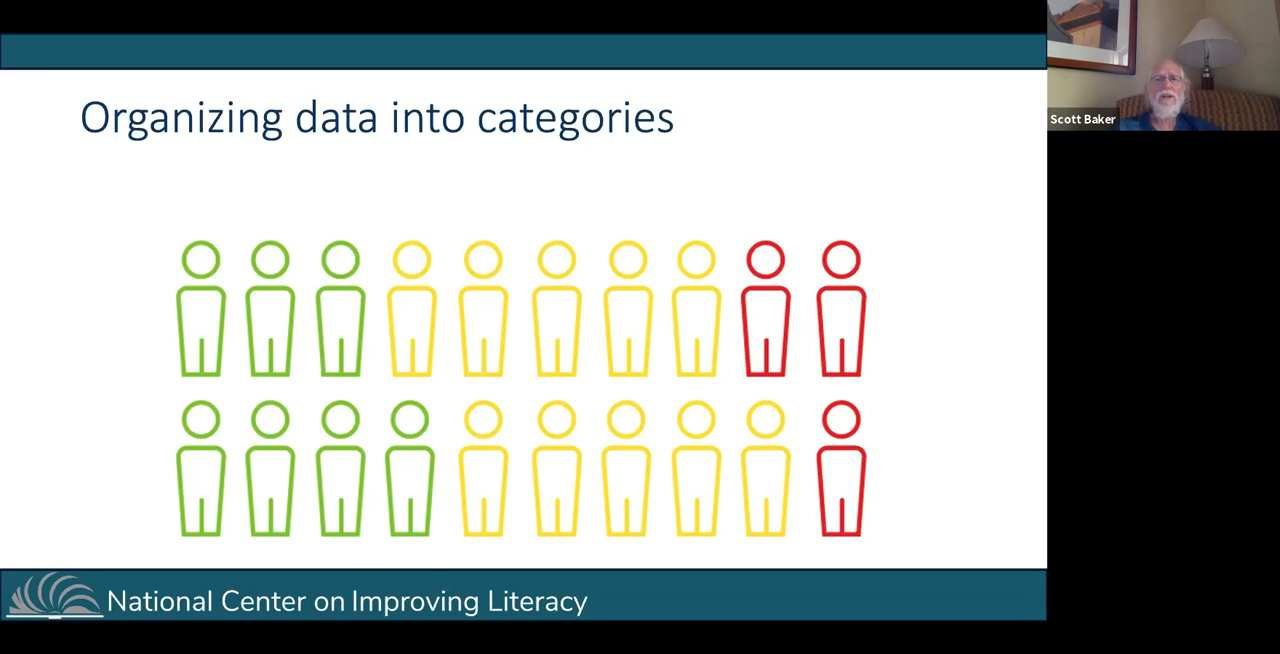 Organizing data into categories
Scott Baker
National Center on Improving Literacy